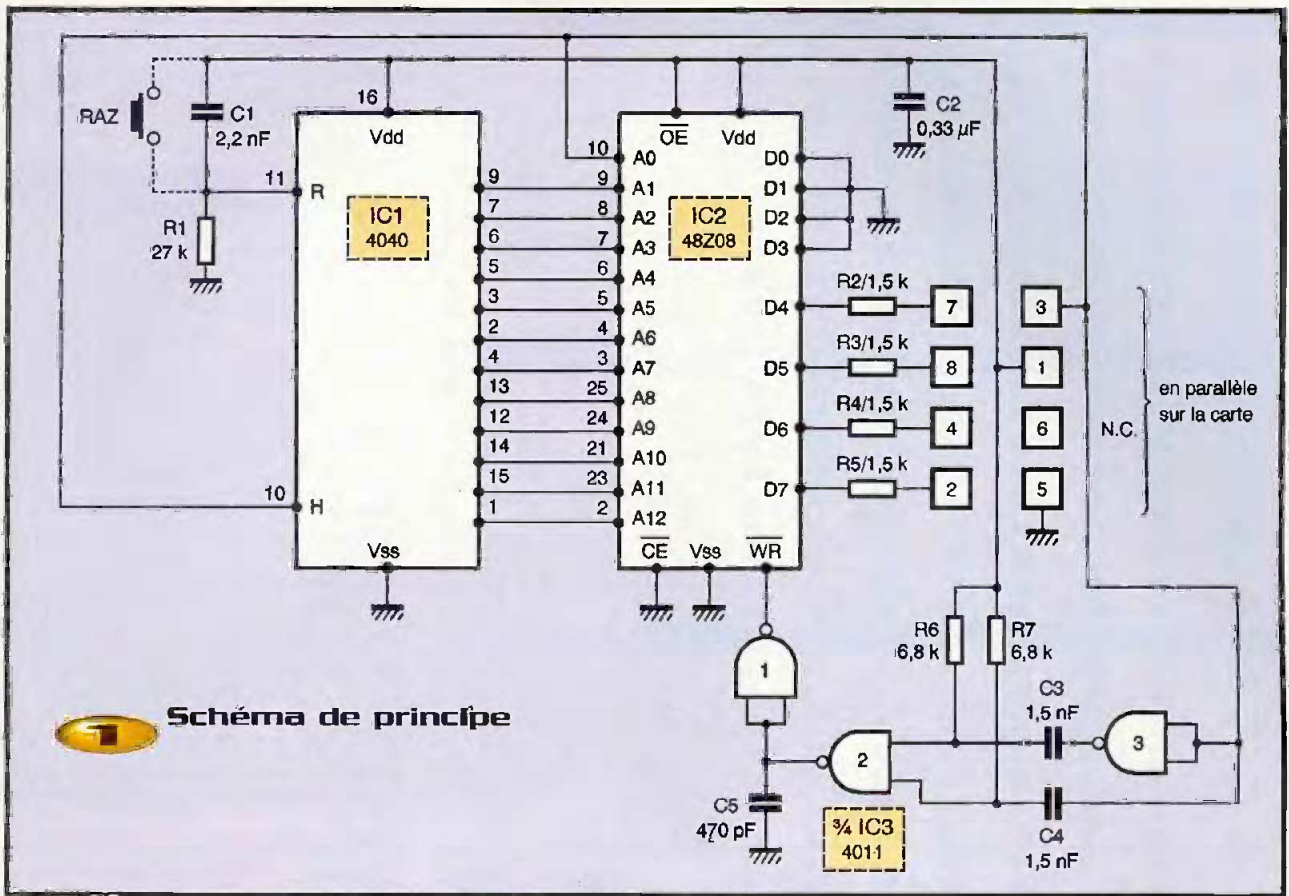 RAZ
C1
2,2 nF
16
Vdd
11
R
R1
27 k
IC1
4040
9
7
6
5
3
2
4
13
12
14
15
1
10
H
Vss
OE
Vdd
10
A0
9
A1
8
A2
7
A3
6
A4
5
A5
4
A6
3
A7
25
A8
24
A9
21
A10
23
A11
2
A12
IC2
48Z08
D0
D1
D2
D3
D4
D5
D6
D7
CE
Vss
WR
C2
0,33 µF
R2/1,5 k
7
R3/1,5 k
8
R4/1,5 k
4
R5/1,5 k
2
3
1
6
5
N.C.
en parallèle
sur la carte
R6
6,8 k
R7
6,8 k
C3
1,5 nF
C4
1,5 nF
1
2
3
C5
470 pF
¾ IC3
4011
Schéma de principe